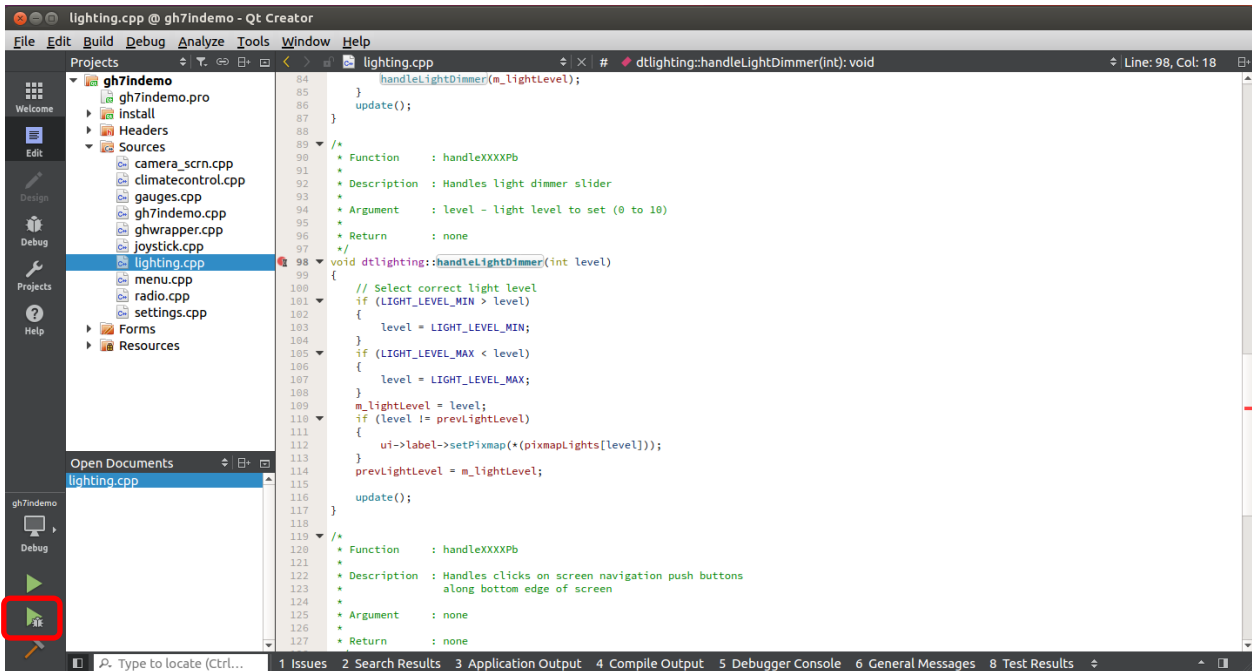 lighting.cpp @ gh7indemo - Qt Creator
File Edit Build Debug Analyze Tools Window Help
Projects
lighting.cpp
# dtlighting::handleLightDimmer(int): void
Line: 98, Col: 18
Welcome
Edit
Design
Debug
Projects
Help
gh7indemo
gh7indemo.pro
install
Headers
Sources
camera_scrn.cpp
climatecontrol.cpp
gauges.cpp
gh7indemo.cpp
ghwrapper.cpp
joystick.cpp
lighting.cpp
menu.cpp
radio.cpp
settings.cpp
Forms
Resources
Open Documents
lighting.cpp
gh7indemo
Debug
84 handleLightDimmer(m_lightLevel);
85 }
86 update();
87 }
88
89 /*
90 * Function : handleXXXXPb
91 *
92 * Description : Handles light dimmer slider
93 *
94 * Argument : level - light level to set (0 to 10)
95 *
96 * Return : none
97 */
98 void dtlighting::handleLightDimmer(int level)
99 {
100 // Select correct light level
101 if (LIGHT_LEVEL_MIN > level)
102 {
103 level = LIGHT_LEVEL_MIN;
104 }
105 if (LIGHT_LEVEL_MAX < level)
106 {
107 level = LIGHT_LEVEL_MAX;
108 }
109 m_lightLevel = level;
110 if (level != prevLightLevel)
111 {
112 ui->label->setPixmap(*(pixmapLights[level]));
113 }
114 prevLightLevel = m_lightLevel;
115
116 update();
117 }
118
119 /*
120 * Function : handleXXXXPb
121 *
122 * Description : Handles clicks on screen navigation push buttons
123 * along bottom edge of screen
124 *
125 * Argument : none
126 *
127 * Return : none
Type to locate (Ctrl...
1 Issues 2 Search Results 3 Application Output 4 Compile Output 5 Debugger Console 6 General Messages 8 Test Results